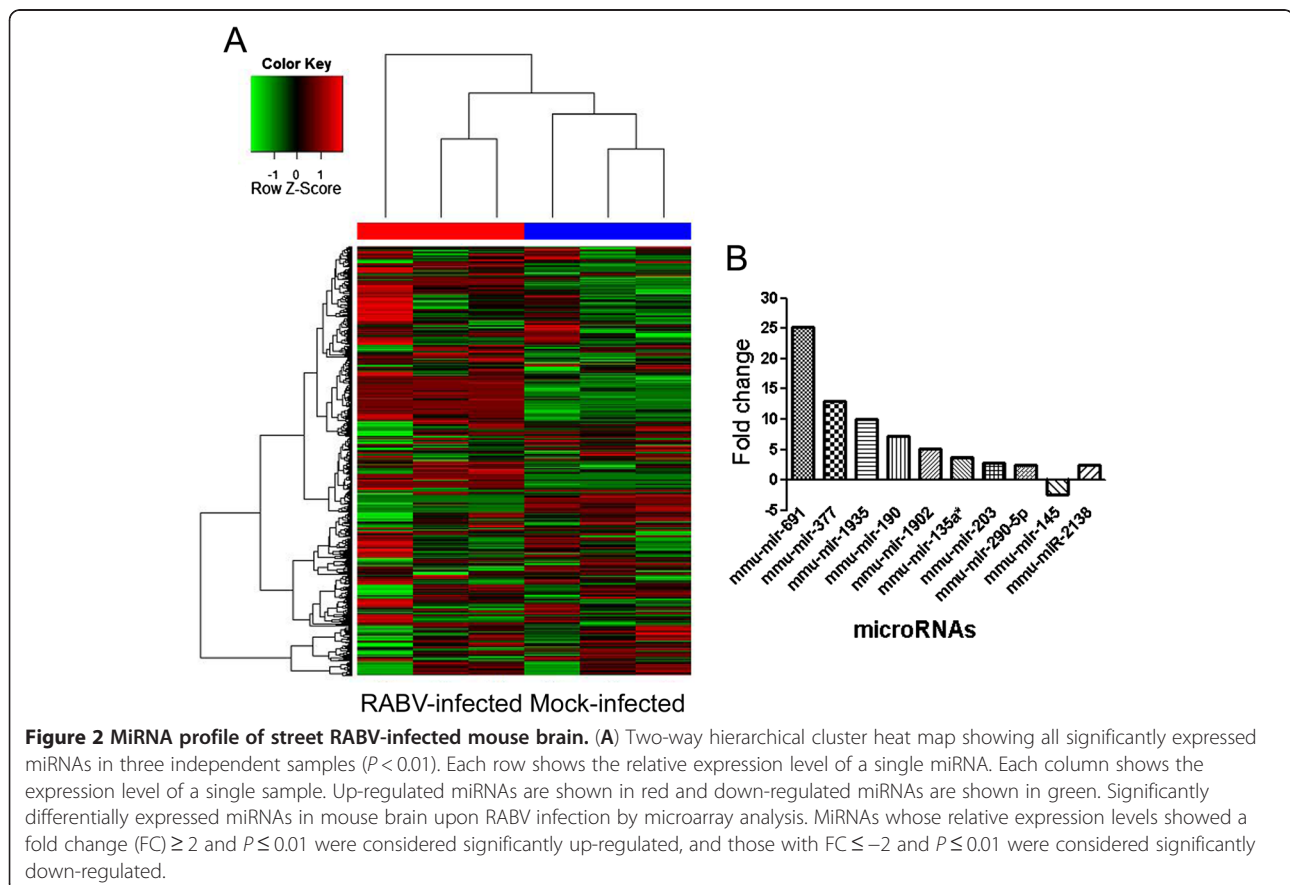 A
Color Key
-1 0 1
Row Z-Score
RABV-infected Mock-infected
B
Fold change
30
25
20
15
10
5
0
-5
mmu-mir-691
mmu-mir-377
mmu-mir-1935
mmu-mir-190
mmu-mir-1902
mmu-mir-135a*
mmu-mir-203
mmu-mir-290-5p
mmu-mir-145
mmu-miR-2138
microRNAs
Figure 2 MiRNA profile of street RABV-infected mouse brain. (A) Two-way hierarchical cluster heat map showing all significantly expressed
miRNAs in three independent samples (P < 0.01). Each row shows the relative expression level of a single miRNA. Each column shows the
expression level of a single sample. Up-regulated miRNAs are shown in red and down-regulated miRNAs are shown in green. Significantly
differentially expressed miRNAs in mouse brain upon RABV infection by microarray analysis. MiRNAs whose relative expression levels showed a
fold change (FC) ≥ 2 and P ≤ 0.01 were considered significantly up-regulated, and those with FC ≤ −2 and P ≤ 0.01 were considered significantly
down-regulated.